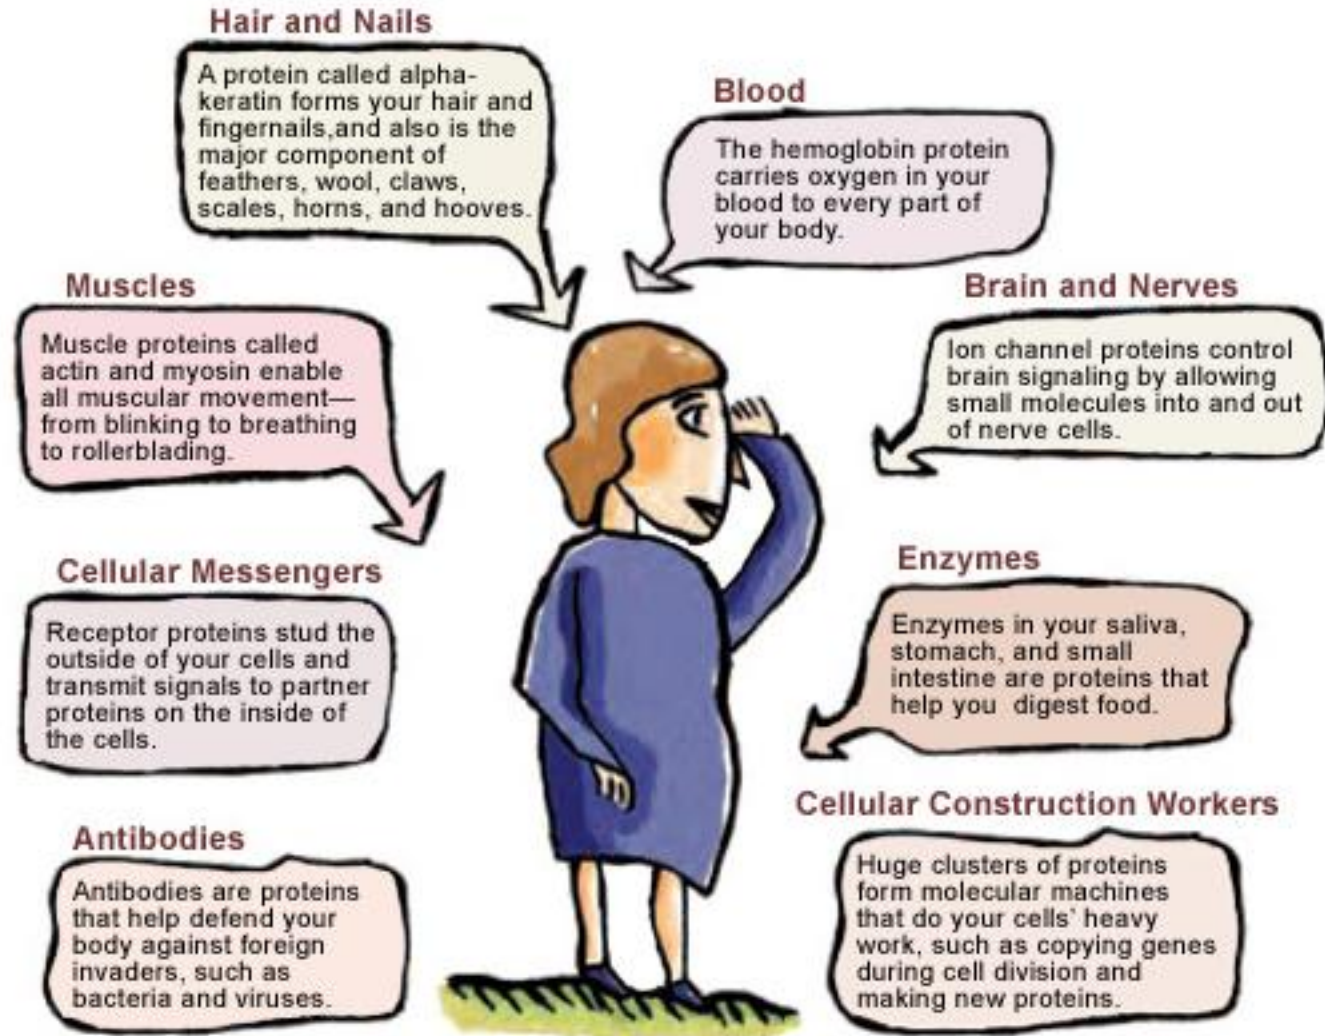 Hair and Nails
A protein called alpha-
keratin forms your hair and
fingernails,and also is the
major component of
feathers, wool, claws,
scales, horns, and hooves.
Blood
The hemoglobin protein
carries oxygen in your
blood to every part of
your body.
Muscles
Muscle proteins called
actin and myosin enable
all muscular movement—
from blinking to breathing
to rollerblading.
Brain and Nerves
Ion channel proteins control
brain signaling by allowing
small molecules into and out
of nerve cells.
Cellular Messengers
Receptor proteins stud the
outside of your cells and
transmit signals to partner
proteins on the inside of
the cells.
Enzymes
Enzymes in your saliva,
stomach, and small
intestine are proteins that
help you digest food.
Antibodies
Antibodies are proteins
that help defend your
body against foreign
invaders, such as
bacteria and viruses.
Cellular Construction Workers
Huge clusters of proteins
form molecular machines
that do your cells' heavy
work, such as copying genes
during cell division and
making new proteins.